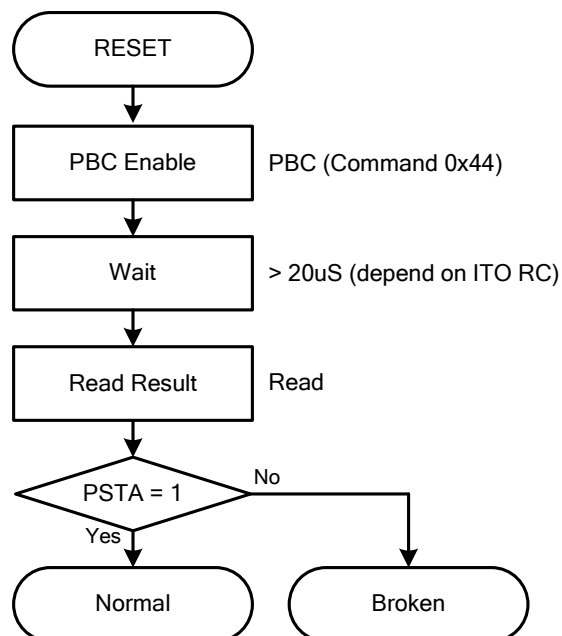 RESET
PBC Enable
PBC (Command 0x44)
Wait
> 20uS (depend on ITO RC)
Read Result
Read
PSTA = 1
No
Yes
Normal
Broken